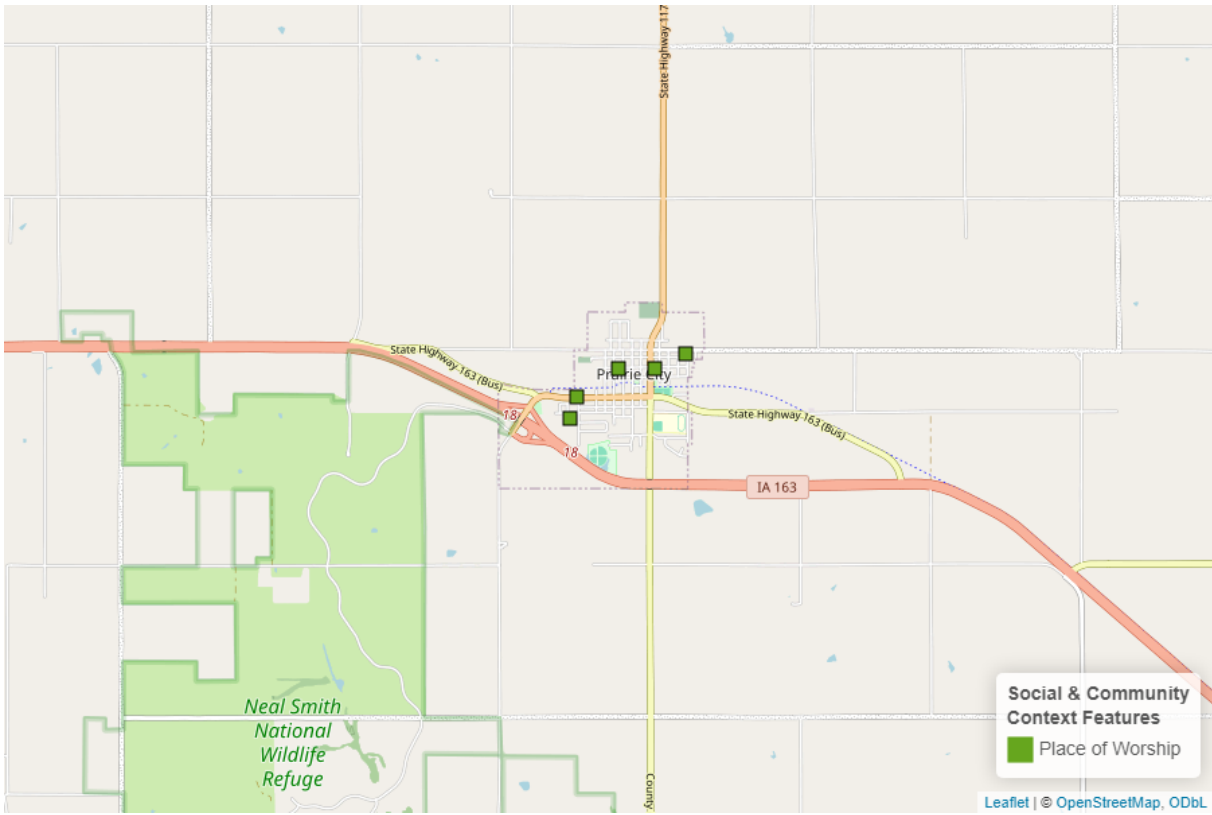 State Highway 117
State Highway 163 (Bus)
Prairie City
18
18
State Highway 163 (Bus)
IA 163
Neal Smith
National
Wildlife
Refuge
County
Social & Community
Context Features
Place of Worship
Leaflet | © OpenStreetMap, ODbL